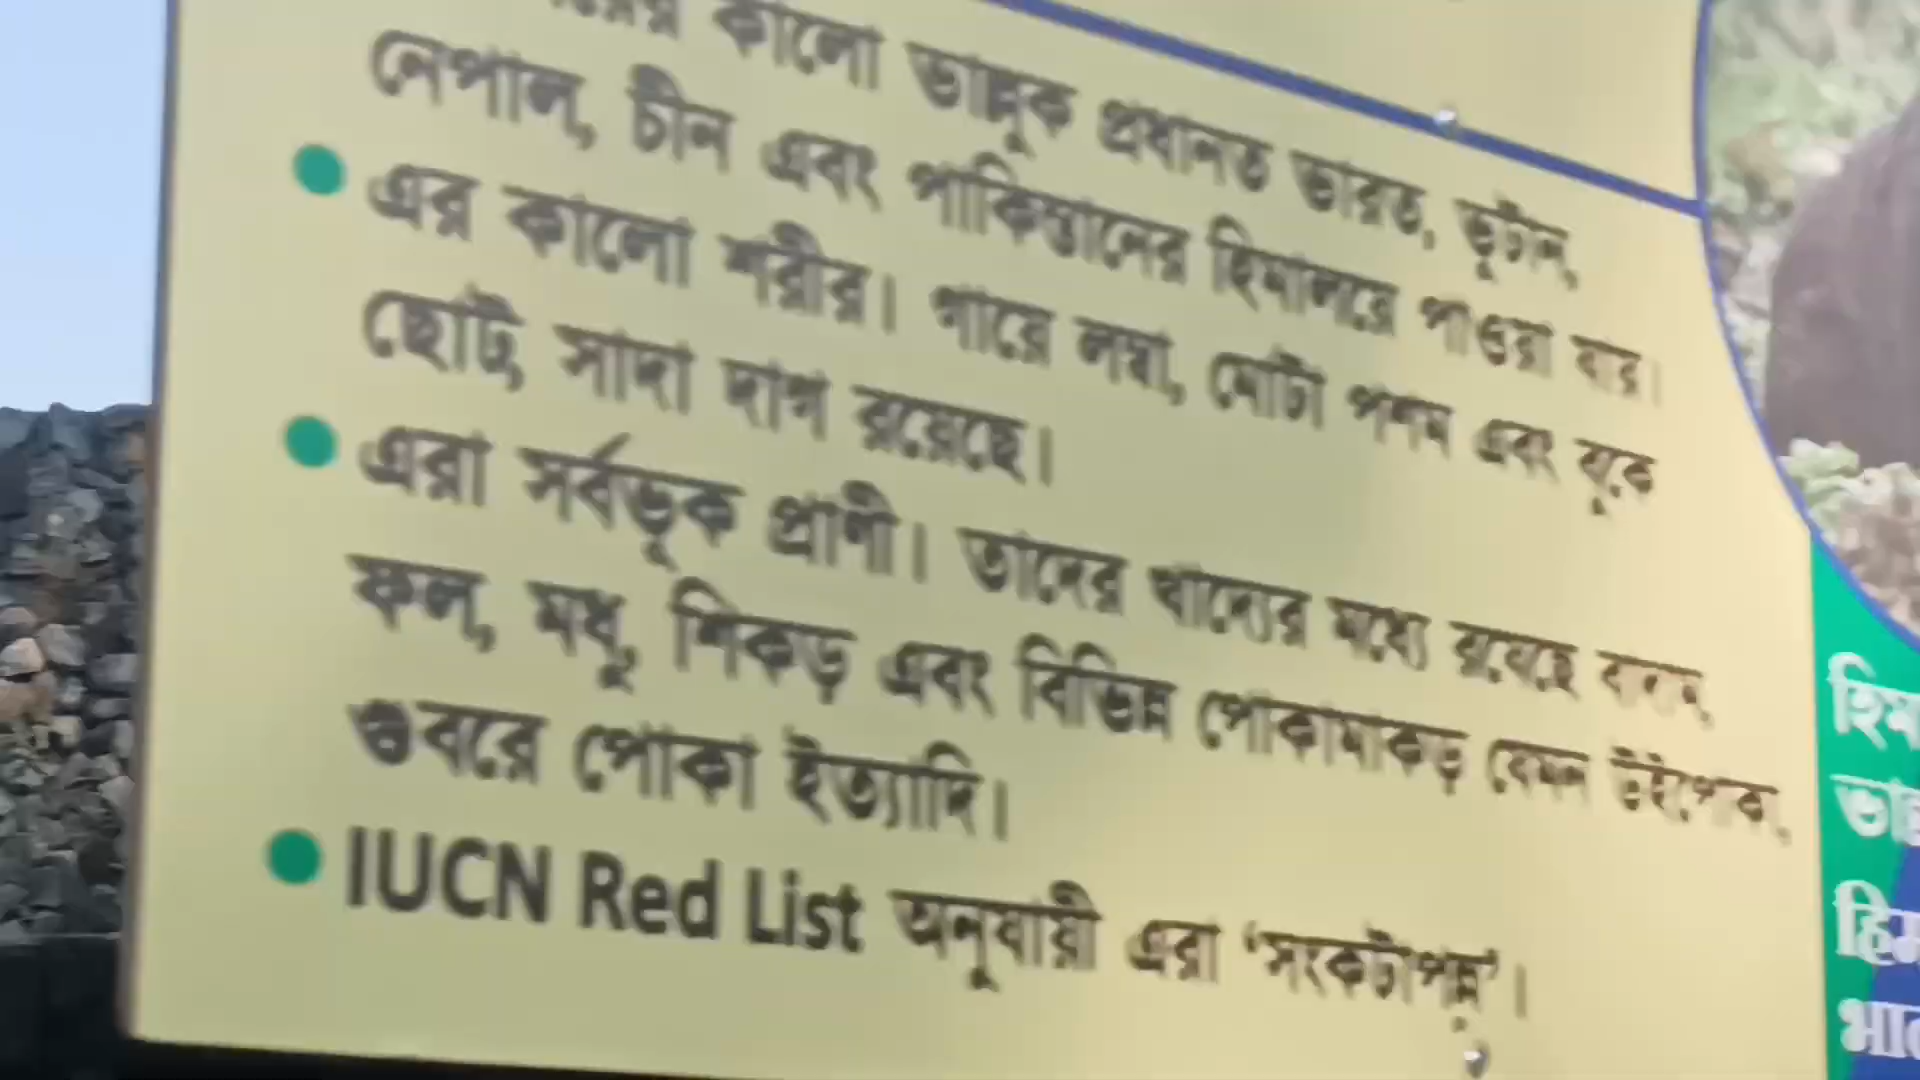 কালো ভাল্লুক প্রধানত ভারত, ভূটান,
নেপাল, চীন এবং পাকিস্তানের হিমালয়ে পাওয়া যায়।
এর কালো শরীর। গায়ে লম্বা, মোটা পশম এবং বুকে
ছোট্ট সাদা দাগ রয়েছে।
এরা সর্বভূক প্রাণী। তাদের খাদ্যের মধ্যে রয়েছে বাদাম,
ফল, মধু, শিকড় এবং বিভিন্ন পোকামাকড় যেমন উইপোকা,
গুবরে পোকা ইত্যাদি।
IUCN Red List অনুযায়ী এরা ‘সংকটাপন্ন’।